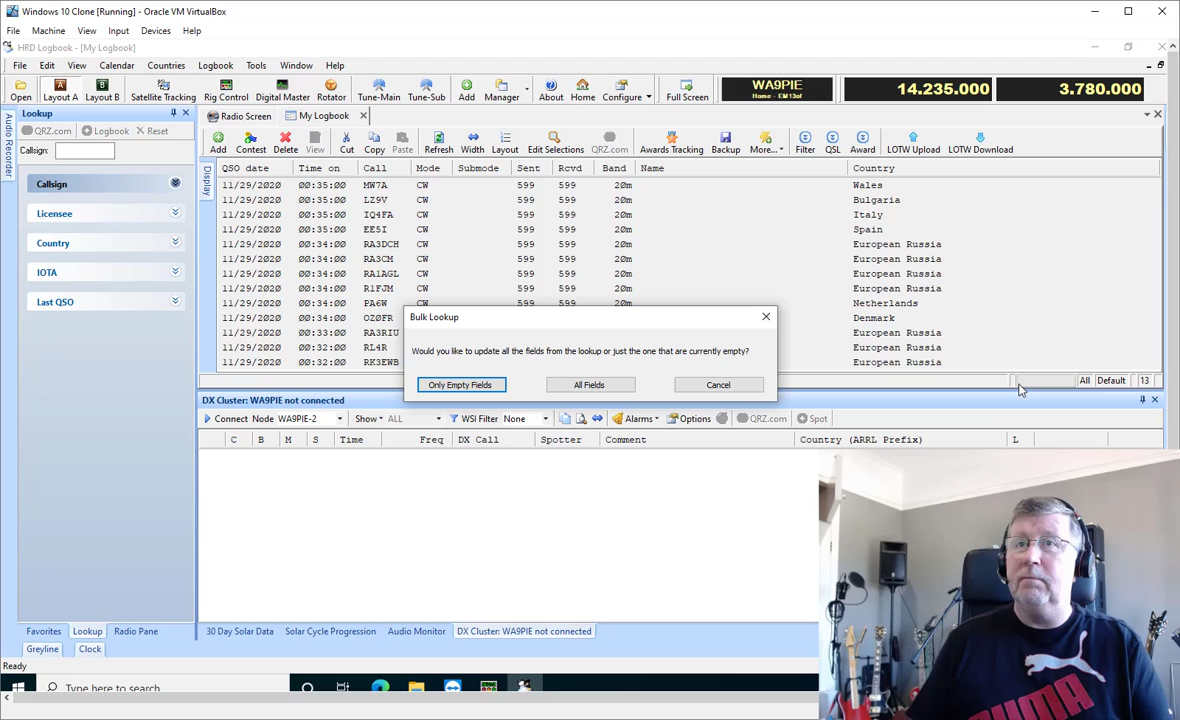 Windows 10 Clone [Running] - Oracle VM VirtualBox
File Machine View Input Devices Help
HRD Logbook - [My Logbook]
File Edit View Calendar Countries Logbook Tools Window Help
Open Layout A Layout B Satellite Tracking Rig Control Digital Master Rotator Tune-Main Tune-Sub Add Manager About Home Configure Full Screen
WA9PIE
Home - EM13of
14.235.000 3.780.000
Audio Recorder
Lookup
QRZ.com Logbook Reset
Callsign:
Callsign
Licensee
Country
IOTA
Last QSO
Favorites Lookup Radio Pane
Greyline Clock
Radio Screen My Logbook
Add Contest Delete View Cut Copy Paste Refresh Width Layout Edit Selections QRZ.com Awards Tracking Backup More... Filter QSL Award LOTW Upload LOTW Download
Display
QSO date Time on Call Mode Submode Sent Rcvd Band Name Country
11/29/2020 00:35:00 MW7A CW 599 599 20m Wales
11/29/2020 00:35:00 LZ9V CW 599 599 20m Bulgaria
11/29/2020 00:35:00 IQ4FA CW 599 599 20m Italy
11/29/2020 00:35:00 EE5I CW 599 599 20m Spain
11/29/2020 00:34:00 RA3DCH CW 599 599 20m European Russia
11/29/2020 00:34:00 RA3CM CW 599 599 20m European Russia
11/29/2020 00:34:00 RA1AGL CW 599 599 20m European Russia
11/29/2020 00:34:00 R1FJM CW 599 599 20m European Russia
11/29/2020 00:34:00 PA6W CW 599 599 20m Netherlands
11/29/2020 00:34:00 OZ0FR Denmark
11/29/2020 00:33:00 RA3RIU European Russia
11/29/2020 00:32:00 RL4R European Russia
11/29/2020 00:32:00 RK3EWB European Russia
Bulk Lookup
Would you like to update all the fields from the lookup or just the one that are currently empty?
Only Empty Fields All Fields Cancel
All Default 13
DX Cluster: WA9PIE not connected
Connect Node WA9PIE-2 Show ALL WSI Filter None Alarms Options QRZ.com Spot
C B M S Time Freq DX Call Spotter Comment Country (ARRL Prefix) L
30 Day Solar Data Solar Cycle Progression Audio Monitor DX Cluster: WA9PIE not connected
Ready
Type here to search
PUMA